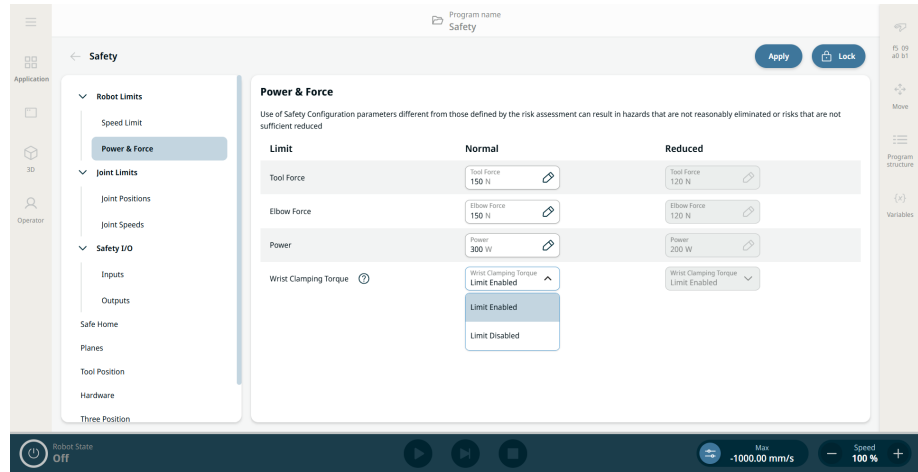 Program name
Safety
f5 09
a0 b1
Application
3D
Operator
Move
Program
structure
{x}
Variables
Safety
Apply
Lock
Robot Limits
Speed Limit
Power & Force
Joint Limits
Joint Positions
Joint Speeds
Safety I/O
Inputs
Outputs
Safe Home
Planes
Tool Position
Hardware
Three Position
Power & Force
Use of Safety Configuration parameters different from those defined by the risk assessment can result in hazards that are not reasonably eliminated or risks that are not
sufficient reduced
Limit Normal Reduced
Tool Force
Tool Force
150 N
Tool Force
120 N
Elbow Force
Elbow Force
150 N
Elbow Force
120 N
Power
Power
300 W
Power
200 W
Wrist Clamping Torque ?
Wrist Clamping Torque
Limit Enabled
Wrist Clamping Torque
Limit Enabled
Limit Enabled
Limit Disabled
Robot State
Off
Max
-1000.00 mm/s
Speed
100 %